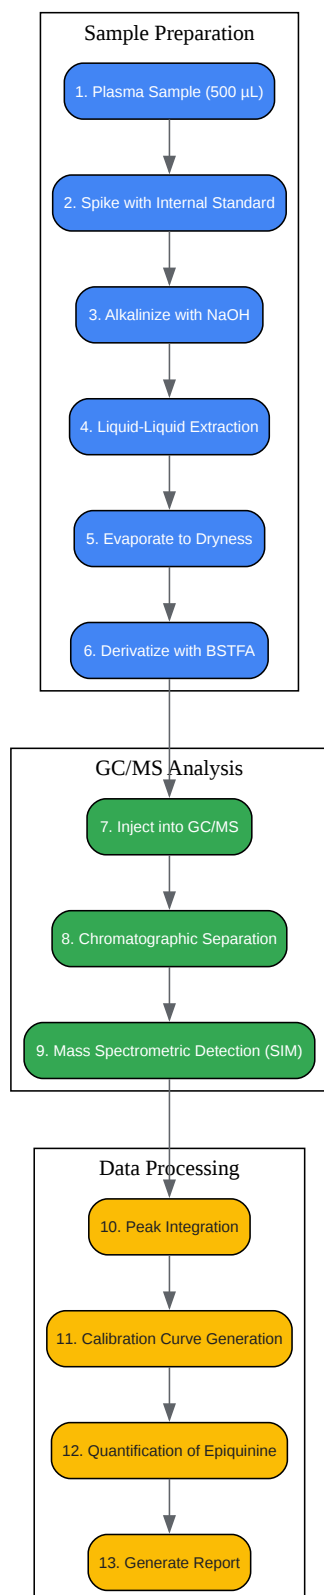 Sample Preparation
1. Plasma Sample (500 µL)
2. Spike with Internal Standard
3. Alkalinize with NaOH
4. Liquid-Liquid Extraction
5. Evaporate to Dryness
6. Derivatize with BSTFA
GC/MS Analysis
7. Inject into GC/MS
8. Chromatographic Separation
9. Mass Spectrometric Detection (SIM)
Data Processing
10. Peak Integration
11. Calibration Curve Generation
12. Quantification of Epiquinine
13. Generate Report